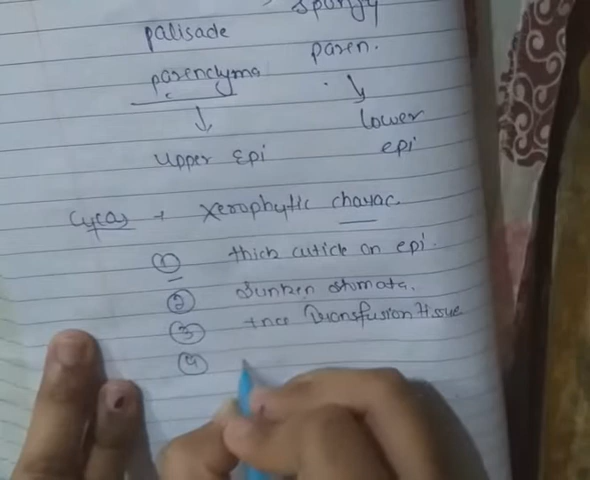 spongy
palisade paren.
parenclyma
lower
upper Epi epi
Cycas → xerophytic charac.
① thick cuticle on epi.
② Sunken stomata.
③ +nce Transfusion tissue
④